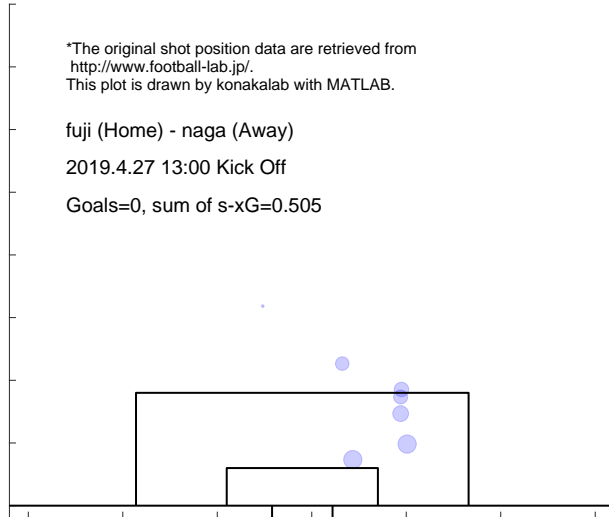 *The original shot position data are retrieved from
http://www.football-lab.jp/.
This plot is drawn by konakalab with MATLAB.
fuji (Home) - naga (Away)
2019.4.27 13:00 Kick Off
Goals=0, sum of s-xG=0.505